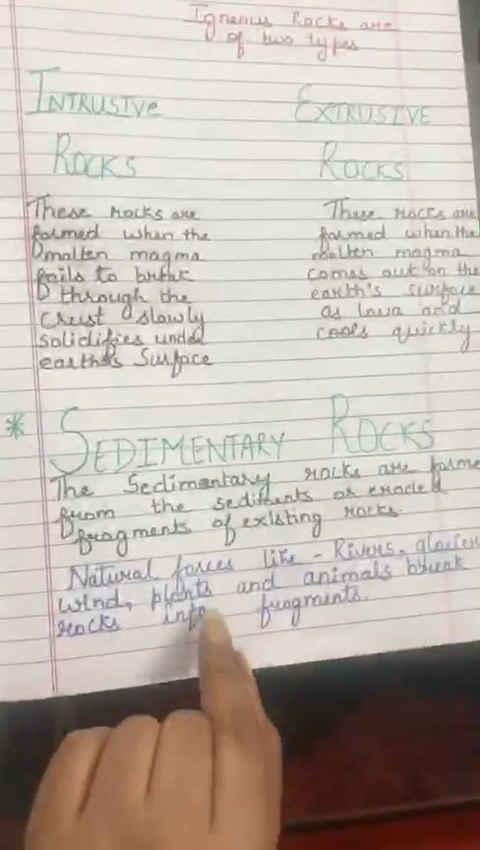 Igneous Rocks are
of two types
INTRUSIVE
ROCKS
These rocks are
formed when the
molten magma
fails to break
through the
crust slowly
solidifies under
earth's Surface
EXTRUSIVE
ROCKS
These rocks are
formed when the
molten magma
comes out on the
earth's surface
as lava and
cools quickly
* SEDIMENTARY ROCKS
The Sedimentary rocks are forme
from the sediments or eroded
fragments of existing rocks.
Natural forces like - Rivers, glacier
wind, plants and animals break
rocks into fragments.